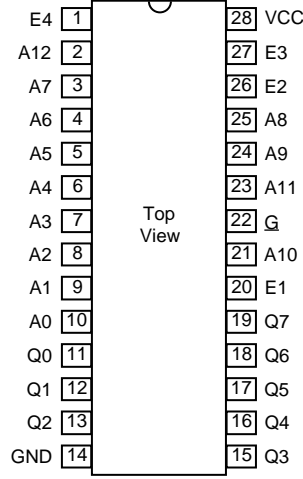 E4 1 28 VCC
A12 2 27 E3
A7 3 26 E2
A6 4 25 A8
A5 5 24 A9
A4 6 23 A11
A3 7 Top View 22 G
A2 8 21 A10
A1 9 20 E1
A0 10 19 Q7
Q0 11 18 Q6
Q1 12 17 Q5
Q2 13 16 Q4
GND 14 15 Q3